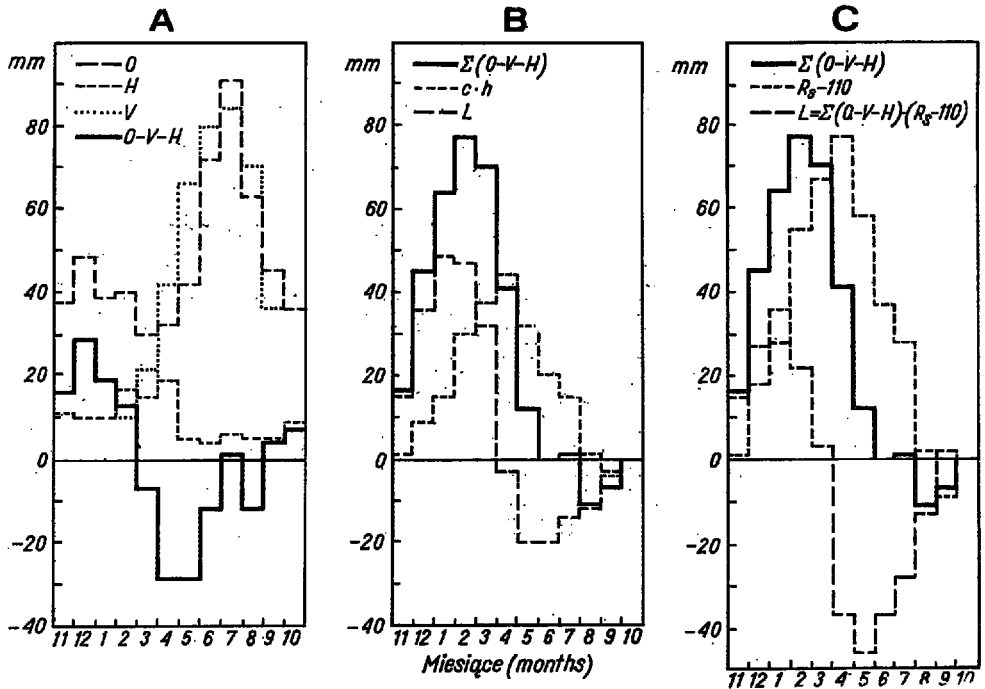 A
B
C
mm
O
H
V
O-V-H
80
60
40
20
0
-20
-40
11 12 1 2 3 4 5 6 7 8 9 10
mm
Σ(O-V-H)
c·h
L
80
60
40
20
0
-20
-40
11 12 1 2 3 4 5 6 7 8 9 10
Miesiące (months)
mm
Σ(O-V-H)
Rs-110
L=Σ(O-V-H)-(Rs-110)
80
60
40
20
0
-20
-40
11 12 1 2 3 4 5 6 7 8 9 10